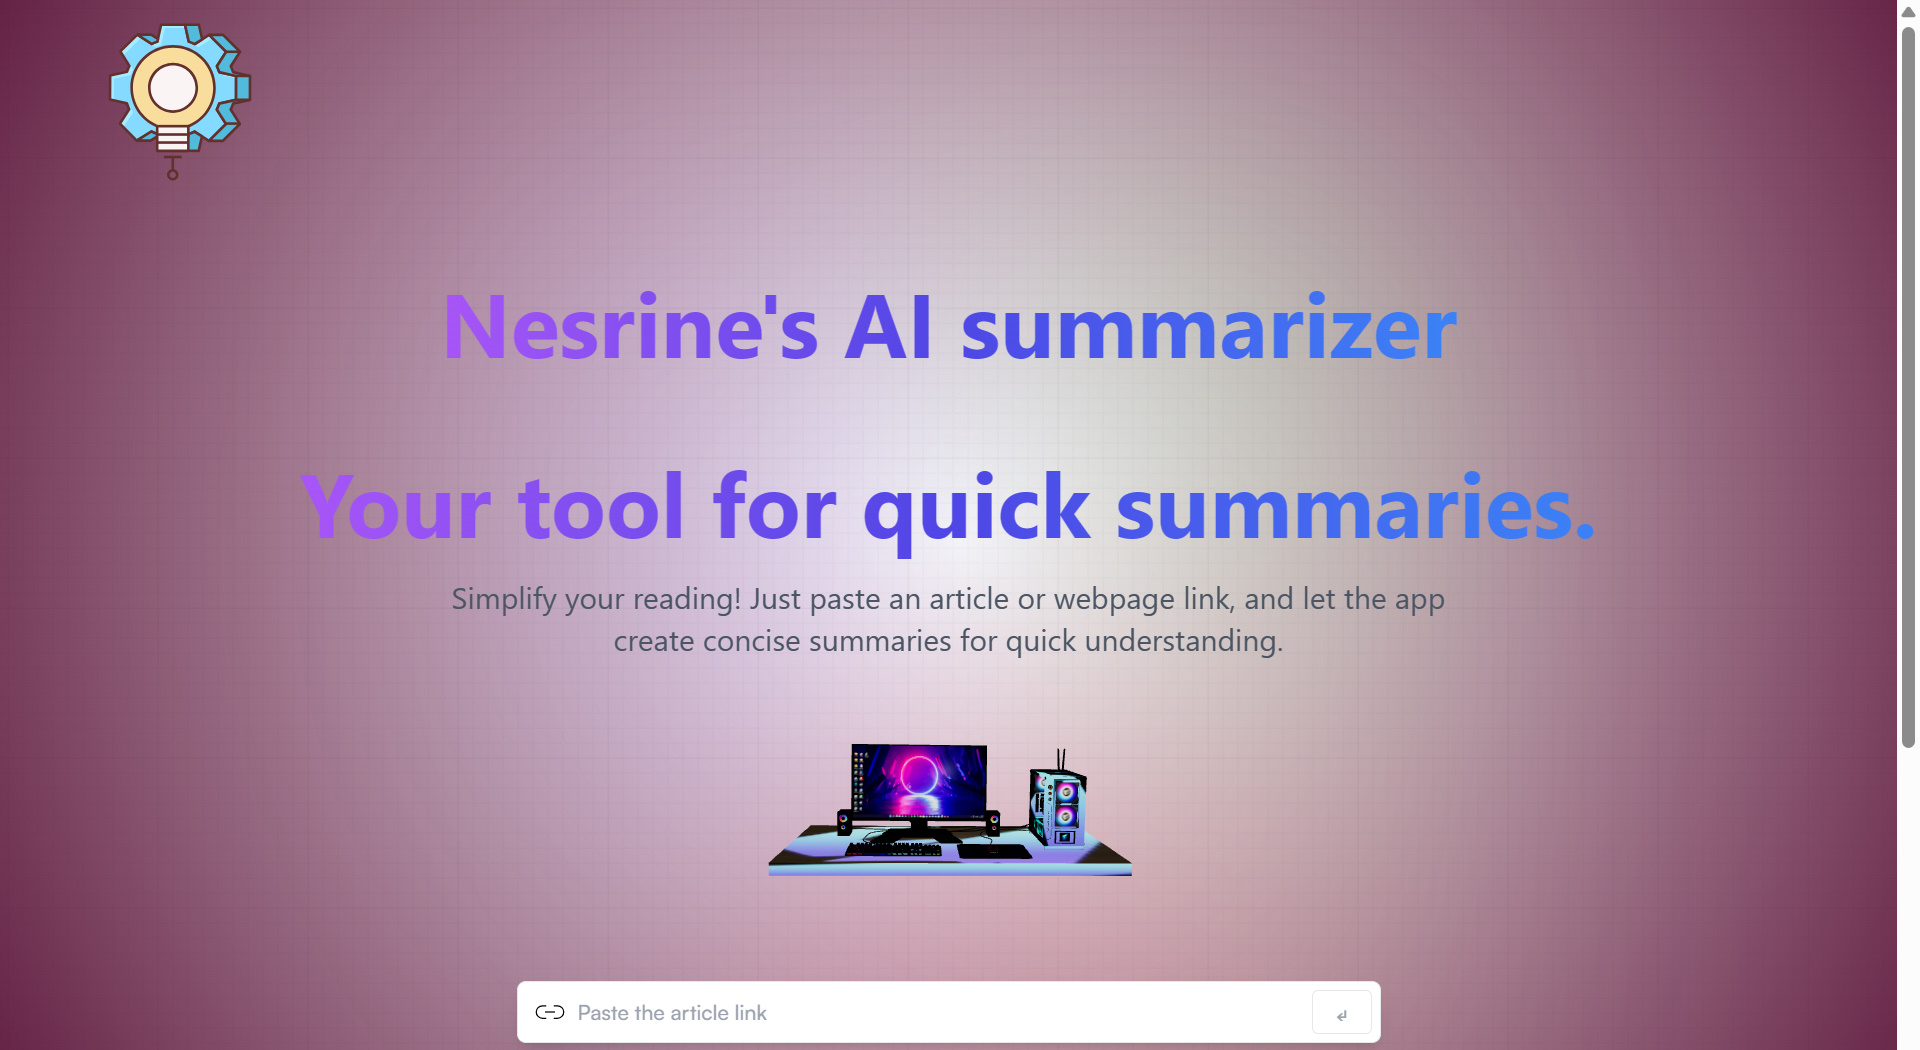 Nesrine's AI summarizer
Your tool for quick summaries.
Simplify your reading! Just paste an article or webpage link, and let the app
create concise summaries for quick understanding.
Paste the article link